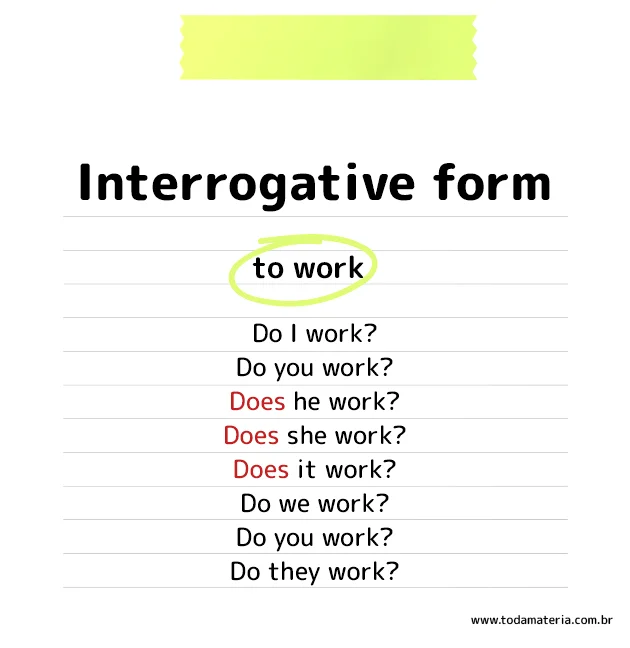 Interrogative form
to work
Do I work?
Do you work?
Does he work?
Does she work?
Does it work?
Do we work?
Do you work?
Do they work?
www.todamateria.com.br